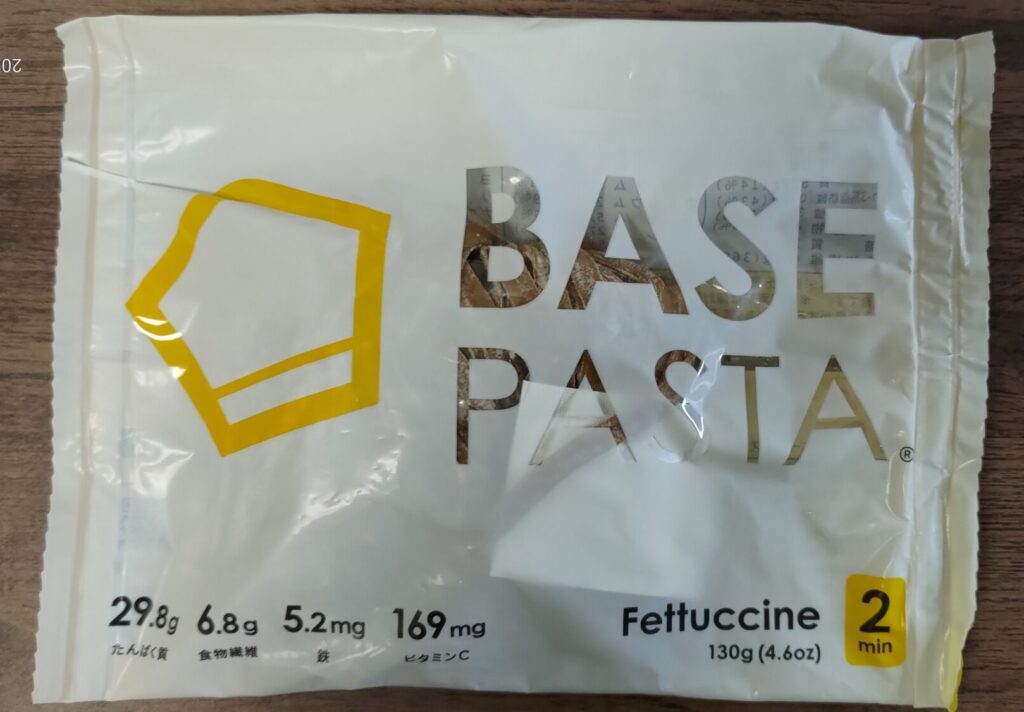 BASE
PASTA®
29.8g 6.8g 5.2mg 169mg
たんぱく質 食物繊維 鉄 ビタミンC
Fettuccine
130g (4.6oz)
2
min